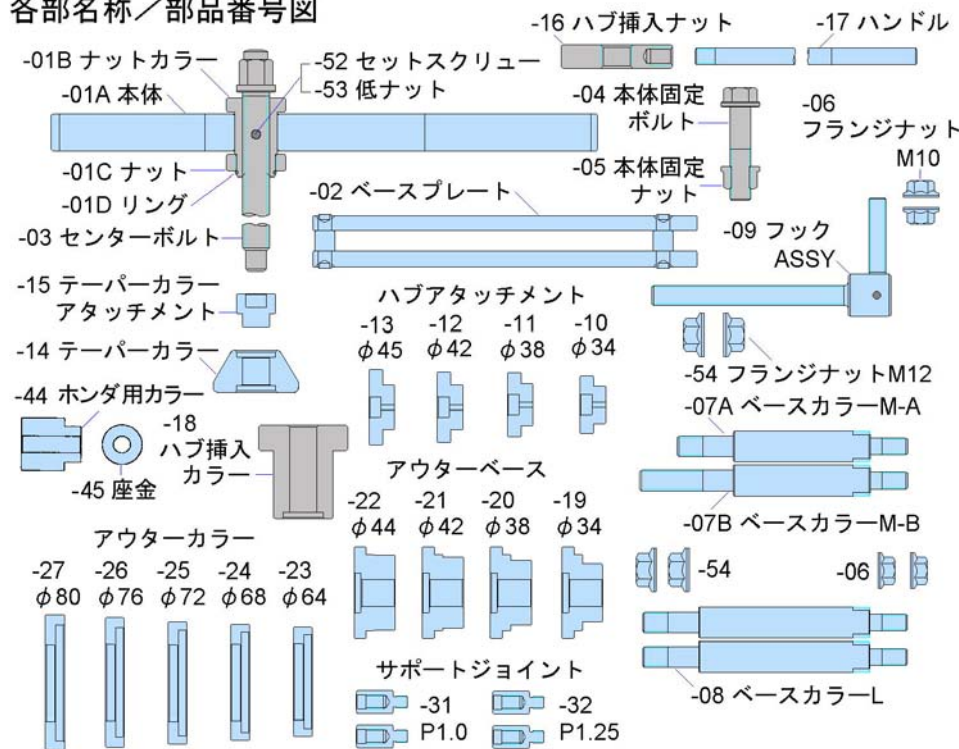 各部名称／部品番号図
-01B ナットカラー
-01A 本体
-52 セットスクリュー
-53 低ナット
-01C ナット
-01D リング
-03 センターボルト
-15 テーパーカラー
アタッチメント
-14 テーパーカラー
-44 ホンダ用カラー
-45 座金
-18
ハブ挿入
カラー
-16 ハブ挿入ナット
-17 ハンドル
-04 本体固定
ボルト
-05 本体固定
ナット
-06
フランジナット
M10
-02 ベースプレート
-09 フック
ASSY
-54 フランジナットM12
ハブアタッチメント
-13 -12 -11 -10
φ45 φ42 φ38 φ34
-07A ベースカラーM-A
-07B ベースカラーM-B
アウターベース
-22 -21 -20 -19
φ44 φ42 φ38 φ34
-54
-06
-08 ベースカラーL
アウターカラー
-27 -26 -25 -24 -23
φ80 φ76 φ72 φ68 φ64
サポートジョイント
-31
P1.0
-32
P1.25